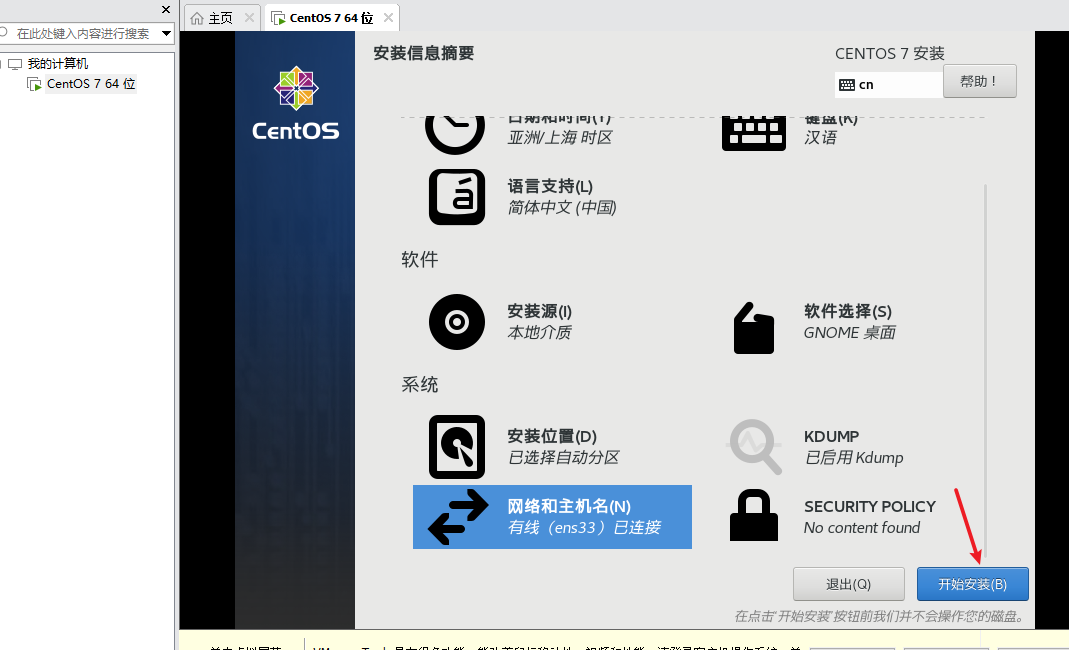 主页
CentOS 7 64 位
在此处键入内容进行搜索
我的计算机
CentOS 7 64 位
CentOS
安装信息摘要
CENTOS 7 安装
cn
帮助！
日期和时间(T)
亚洲/上海 时区
键盘(K)
汉语
语言支持(L)
简体中文 (中国)
软件
安装源(I)
本地介质
软件选择(S)
GNOME 桌面
系统
安装位置(D)
已选择自动分区
KDUMP
已启用 Kdump
网络和主机名(N)
有线（ens33）已连接
SECURITY POLICY
No content found
退出(Q)
开始安装(B)
在点击'开始安装'按钮前我们并不会操作您的磁盘。